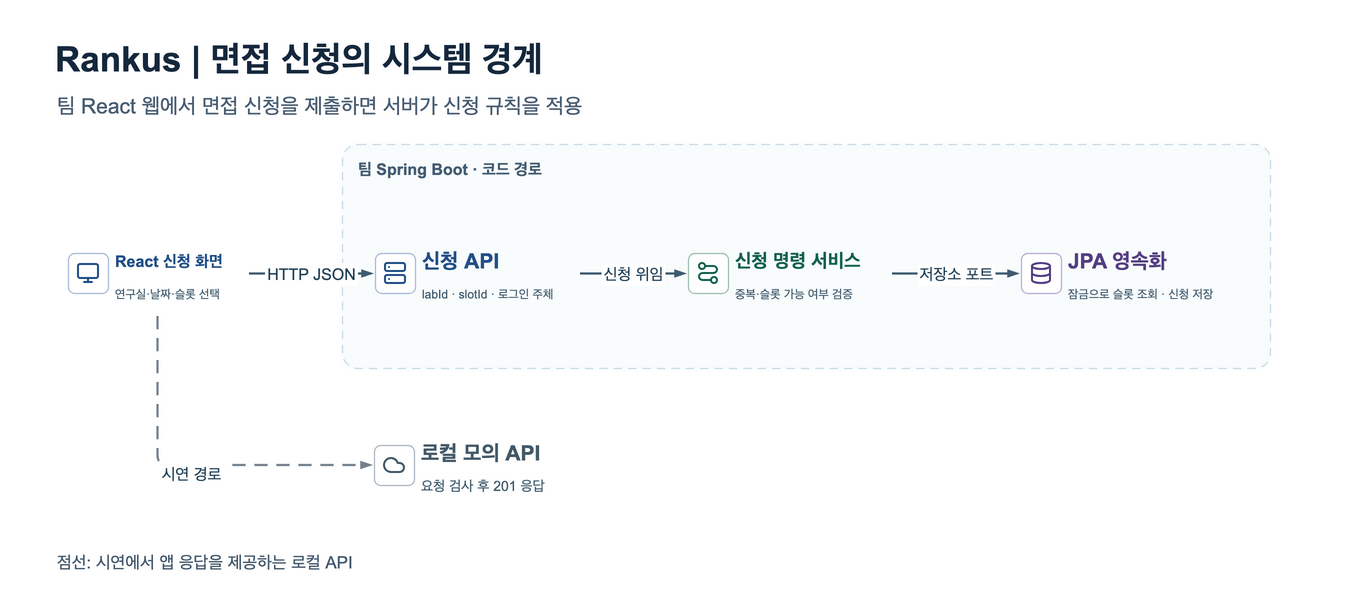 Rankus | 면접 신청의 시스템 경계
팀 React 웹에서 면접 신청을 제출하면 서버가 신청 규칙을 적용
팀 Spring Boot · 코드 경로
React 신청 화면
연구실·날짜·슬롯 선택
HTTP JSON
신청 API
labId · slotId · 로그인 주체
신청 위임
신청 명령 서비스
중복·슬롯 가능 여부 검증
저장소 포트
JPA 영속화
잠금으로 슬롯 조회 · 신청 저장
시연 경로
로컬 모의 API
요청 검사 후 201 응답
점선: 시연에서 앱 응답을 제공하는 로컬 API